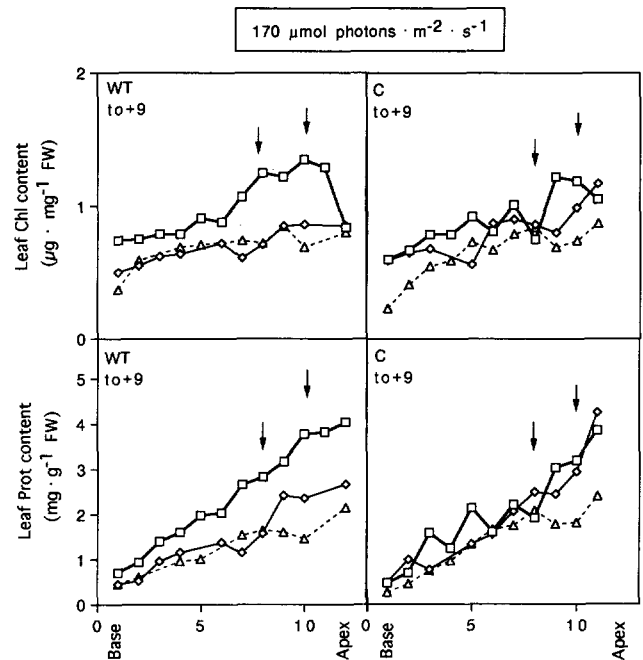 170 µmol photons · m⁻² · s⁻¹
2
WT
to+9
C
to+9
Leaf Chl content
(µg · mg⁻¹ FW)
1
0
WT
to+9
C
to+9
5
4
Leaf Prot content
(mg · g⁻¹ FW)
3
2
1
0
0 Base 5 10 Apex 0 Base 5 10 Apex